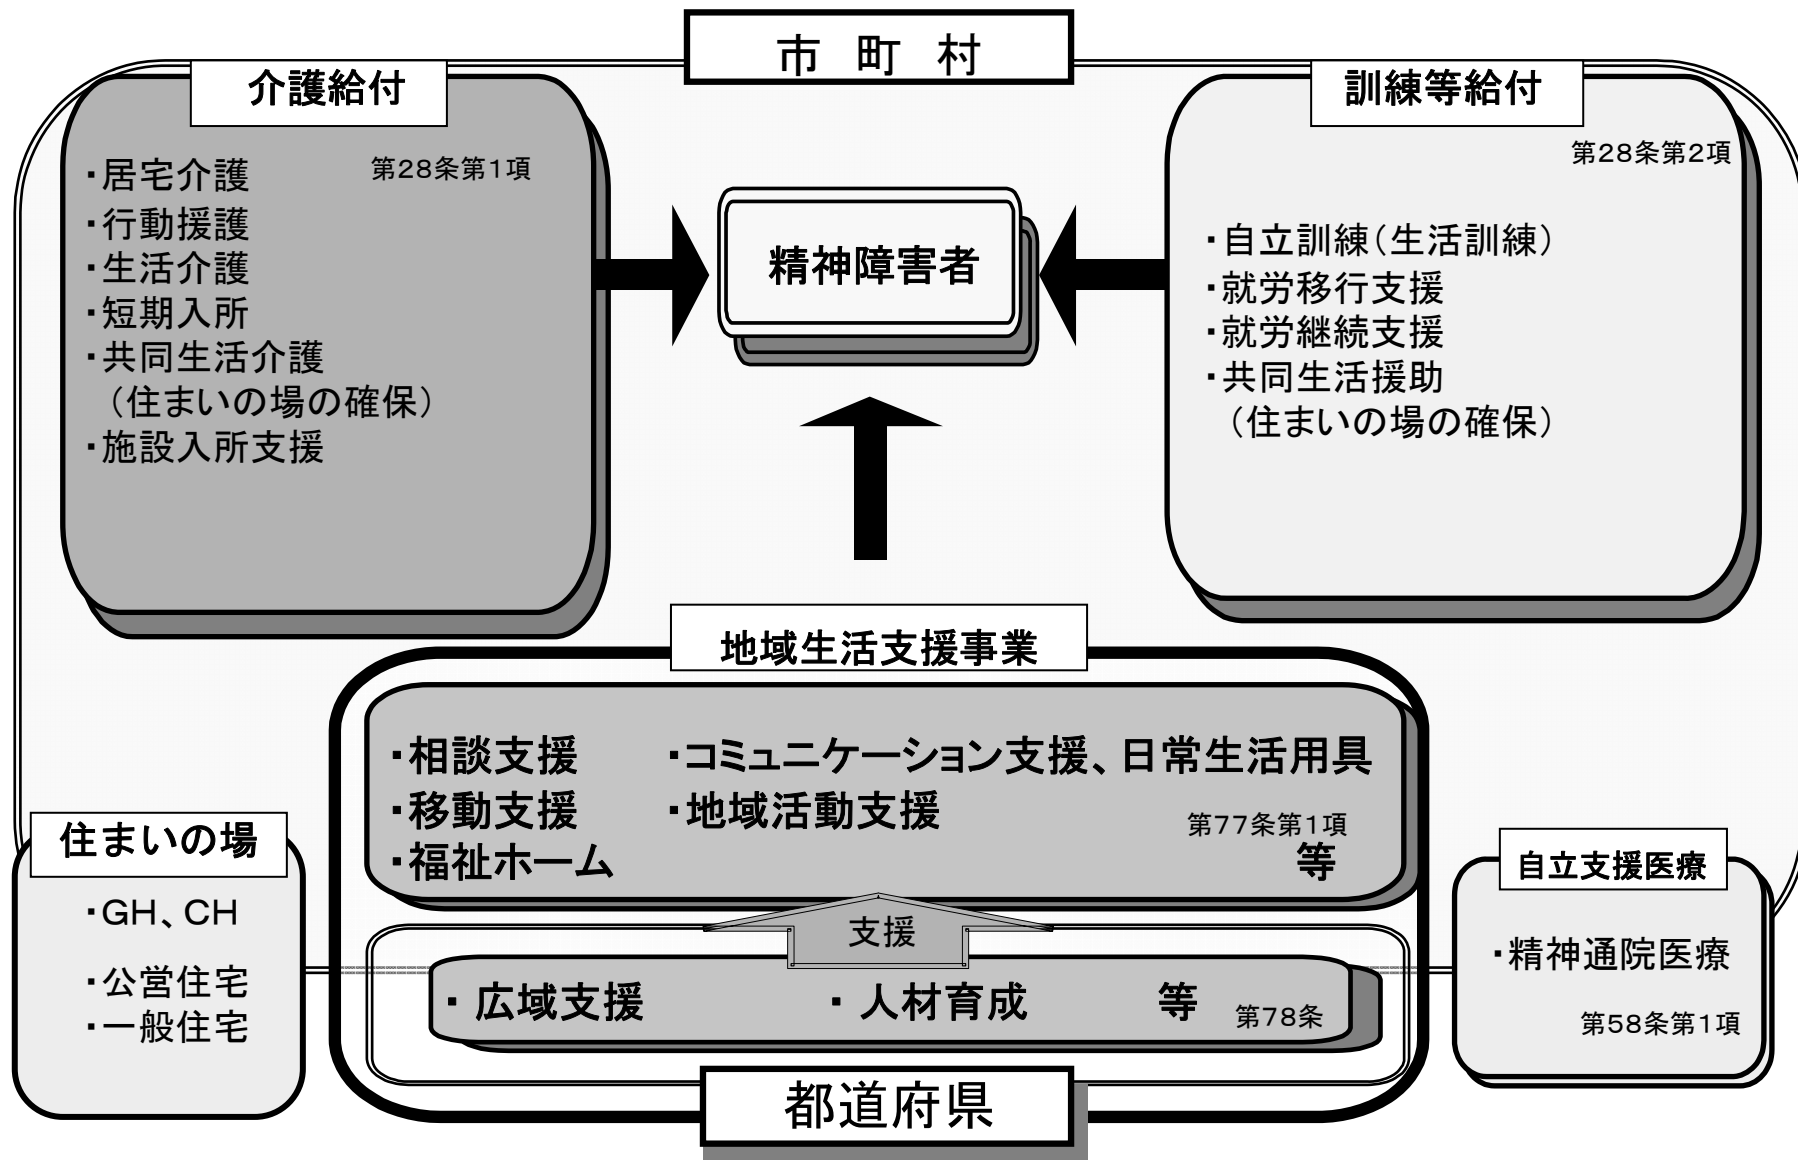 市 町 村
介護給付
第28条第1項
・居宅介護
・行動援護
・生活介護
・短期入所
・共同生活介護
（住まいの場の確保）
・施設入所支援
精神障害者
訓練等給付
第28条第2項
・自立訓練（生活訓練）
・就労移行支援
・就労継続支援
・共同生活援助
（住まいの場の確保）
地域生活支援事業
・相談支援 ・コミュニケーション支援、日常生活用具
・移動支援 ・地域活動支援
第77条第1項
・福祉ホーム 等
支援
・広域支援 ・人材育成 等 第78条
都道府県
住まいの場
・GH、CH
・公営住宅
・一般住宅
自立支援医療
・精神通院医療
第58条第1項